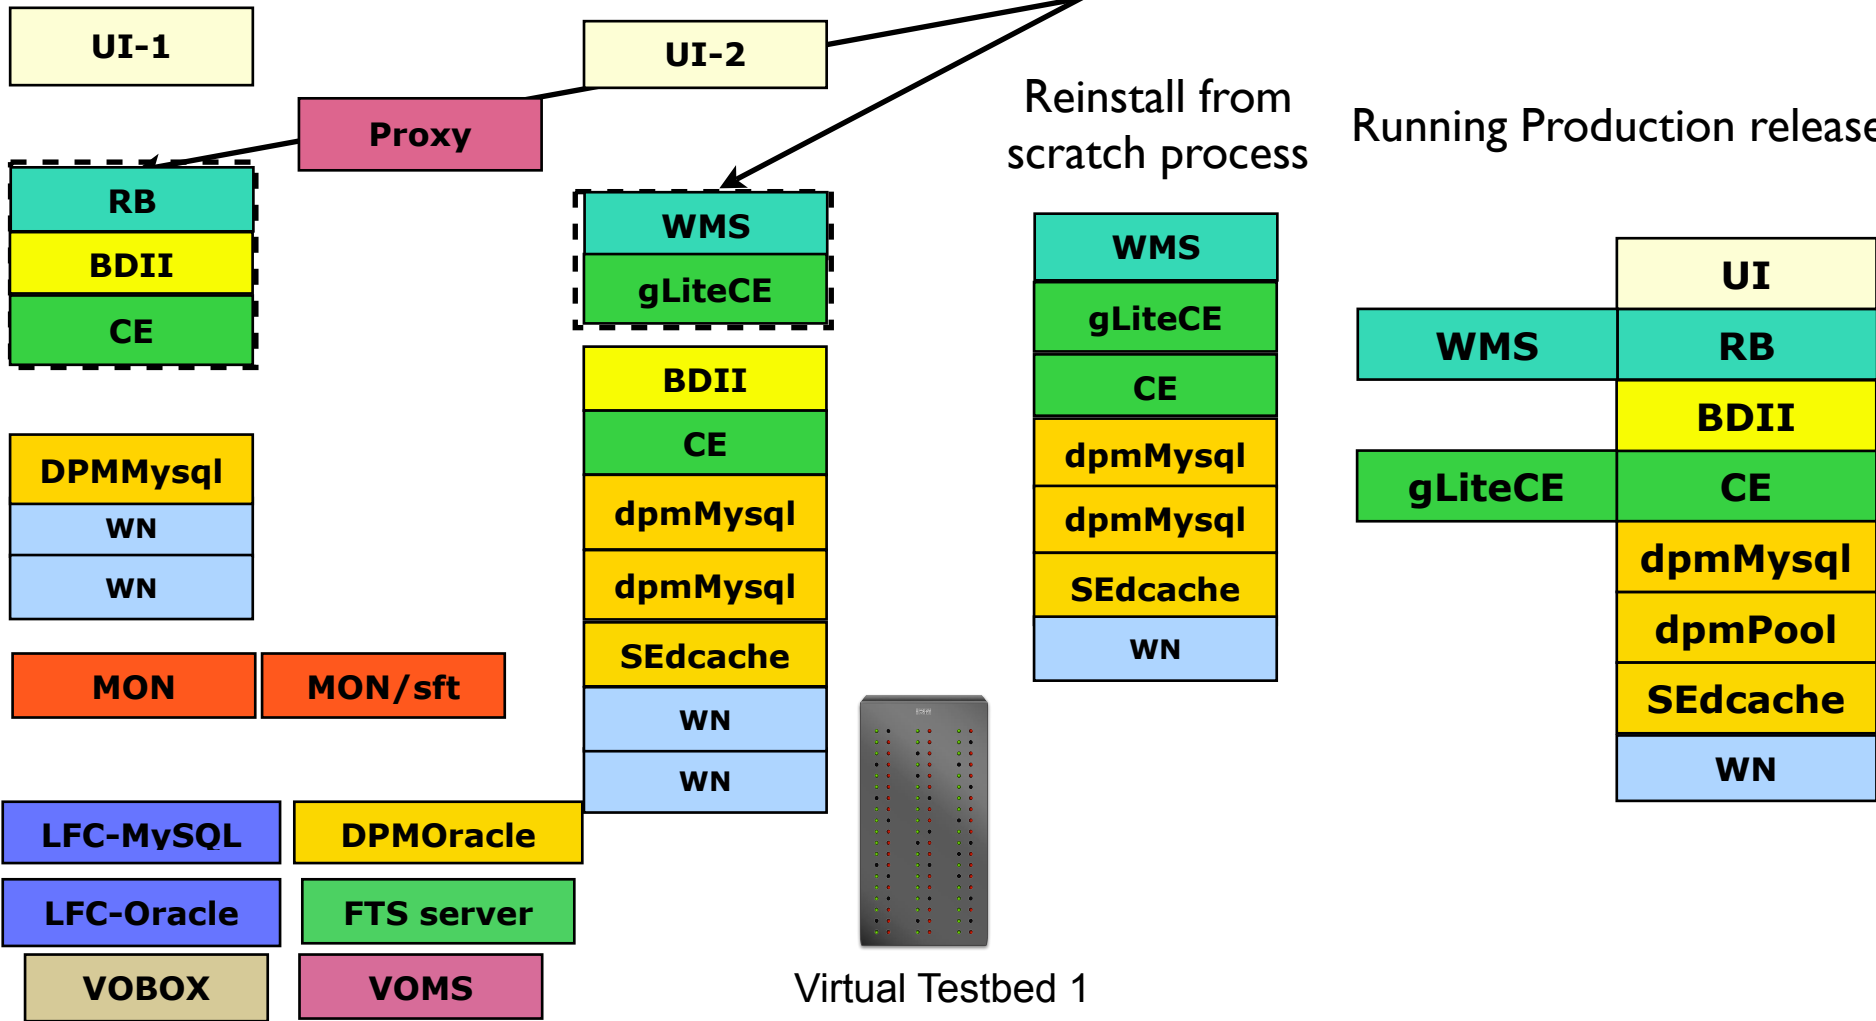 UI-1
UI-2
Proxy
RB
BDII
CE
DPMMysql
WN
WN
MON
MON/sft
LFC-MySQL
DPMOracle
LFC-Oracle
FTS server
VOBOX
VOMS
WMS
gLiteCE
BDII
CE
dpmMysql
dpmMysql
SEdcache
WN
WN
Virtual Testbed 1
Reinstall from
scratch process
WMS
gLiteCE
CE
dpmMysql
dpmMysql
SEdcache
WN
Running Production release
UI
WMS
RB
BDII
gLiteCE
CE
dpmMysql
dpmPool
SEdcache
WN